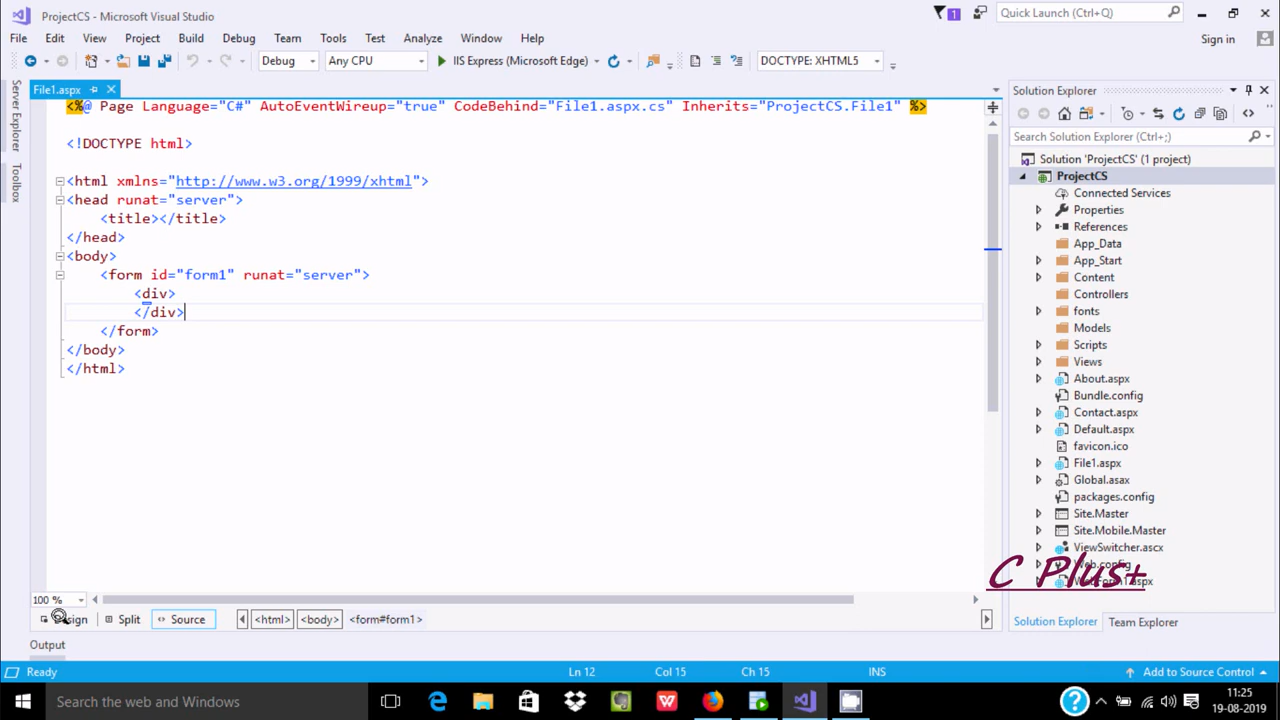 ProjectCS - Microsoft Visual Studio
1
Quick Launch (Ctrl+Q)
File Edit View Project Build Debug Team Tools Test Analyze Window Help
Sign in
Debug Any CPU IIS Express (Microsoft Edge) DOCTYPE: XHTML5
Server Explorer
Toolbox
File1.aspx
<%@ Page Language="C#" AutoEventWireup="true" CodeBehind="File1.aspx.cs" Inherits="ProjectCS.File1" %>
<!DOCTYPE html>
<html xmlns="http://www.w3.org/1999/xhtml">
<head runat="server">
<title></title>
</head>
<body>
<form id="form1" runat="server">
<div>
</div>
</form>
</body>
</html>
100 %
Design Split Source <html> <body> <form#form1>
Output
Solution Explorer
Search Solution Explorer (Ctrl+;)
Solution 'ProjectCS' (1 project)
ProjectCS
Connected Services
Properties
References
App_Data
App_Start
Content
Controllers
fonts
Models
Scripts
Views
About.aspx
Bundle.config
Contact.aspx
Default.aspx
favicon.ico
File1.aspx
Global.asax
packages.config
Site.Master
Site.Mobile.Master
ViewSwitcher.ascx
Web.config
C Plus+
Solution Explorer Team Explorer
Ready Ln 12 Col 15 Ch 15 INS Add to Source Control
Search the web and Windows
11:25
19-08-2019